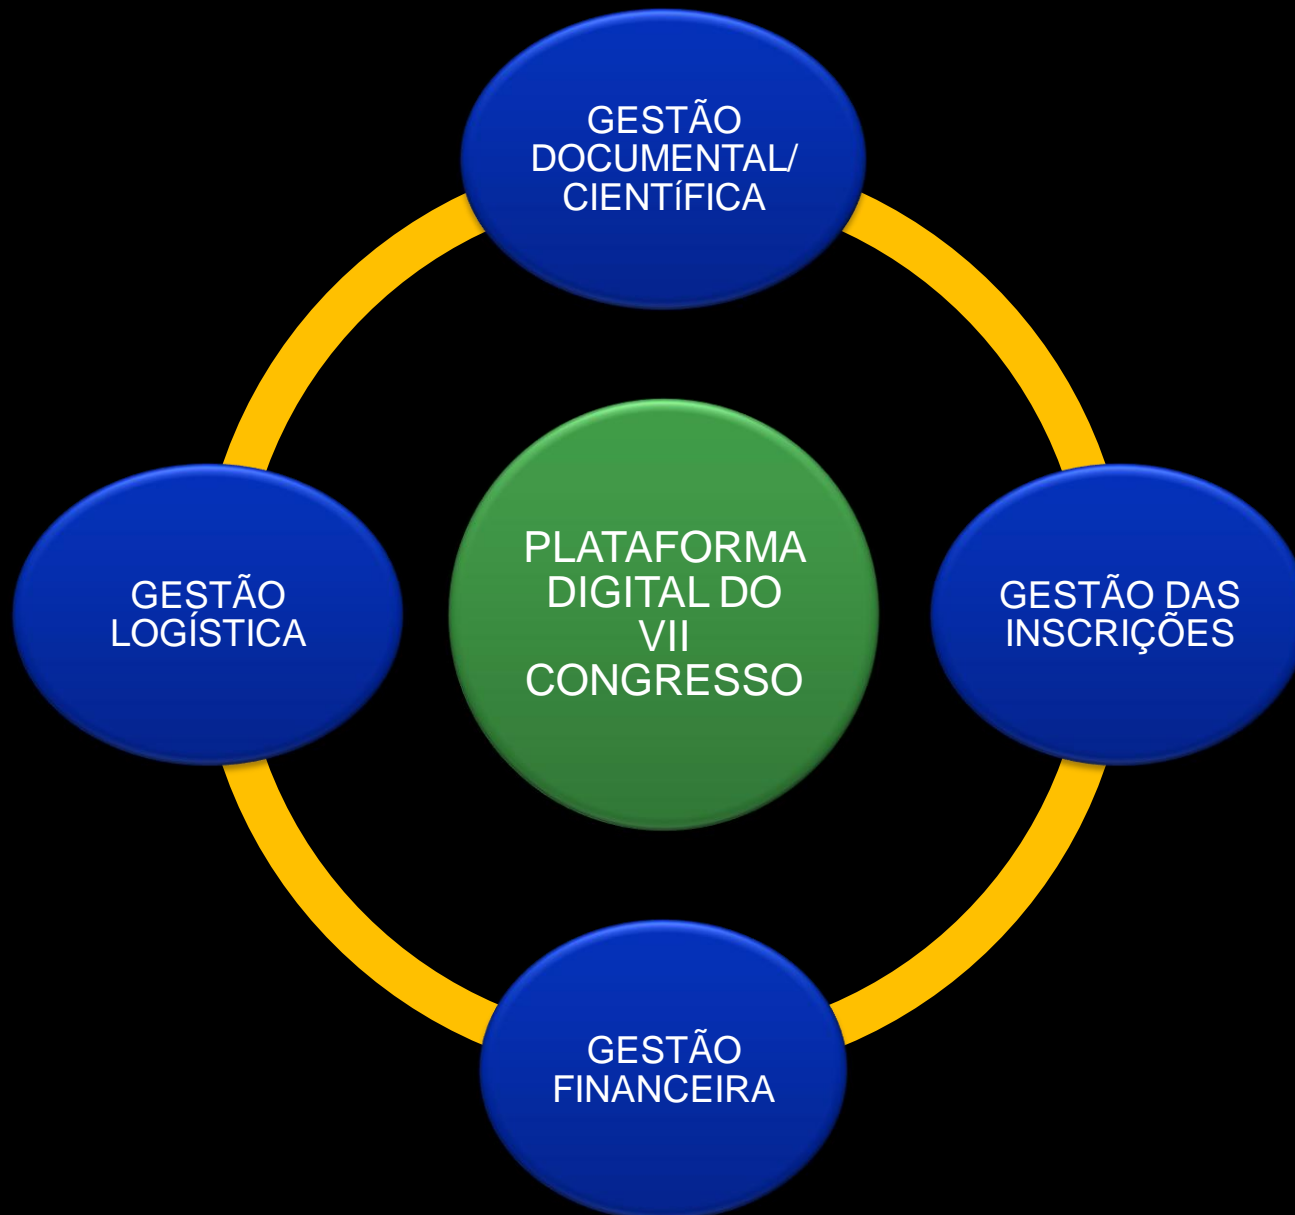 GESTÃO
DOCUMENTAL/
CIENTÍFICA
GESTÃO
LOGÍSTICA
PLATAFORMA
DIGITAL DO
VII
CONGRESSO
GESTÃO DAS
INSCRIÇÕES
GESTÃO
FINANCEIRA